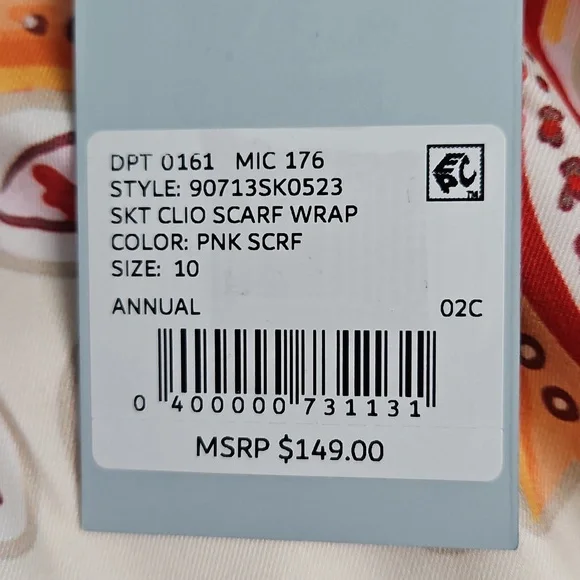 DPT 0161 MIC 176
STYLE: 90713SK0523
SKT CLIO SCARF WRAP
COLOR: PNK SCRF
SIZE: 10
ANNUAL 02C
0 400000 731131
MSRP $149.00